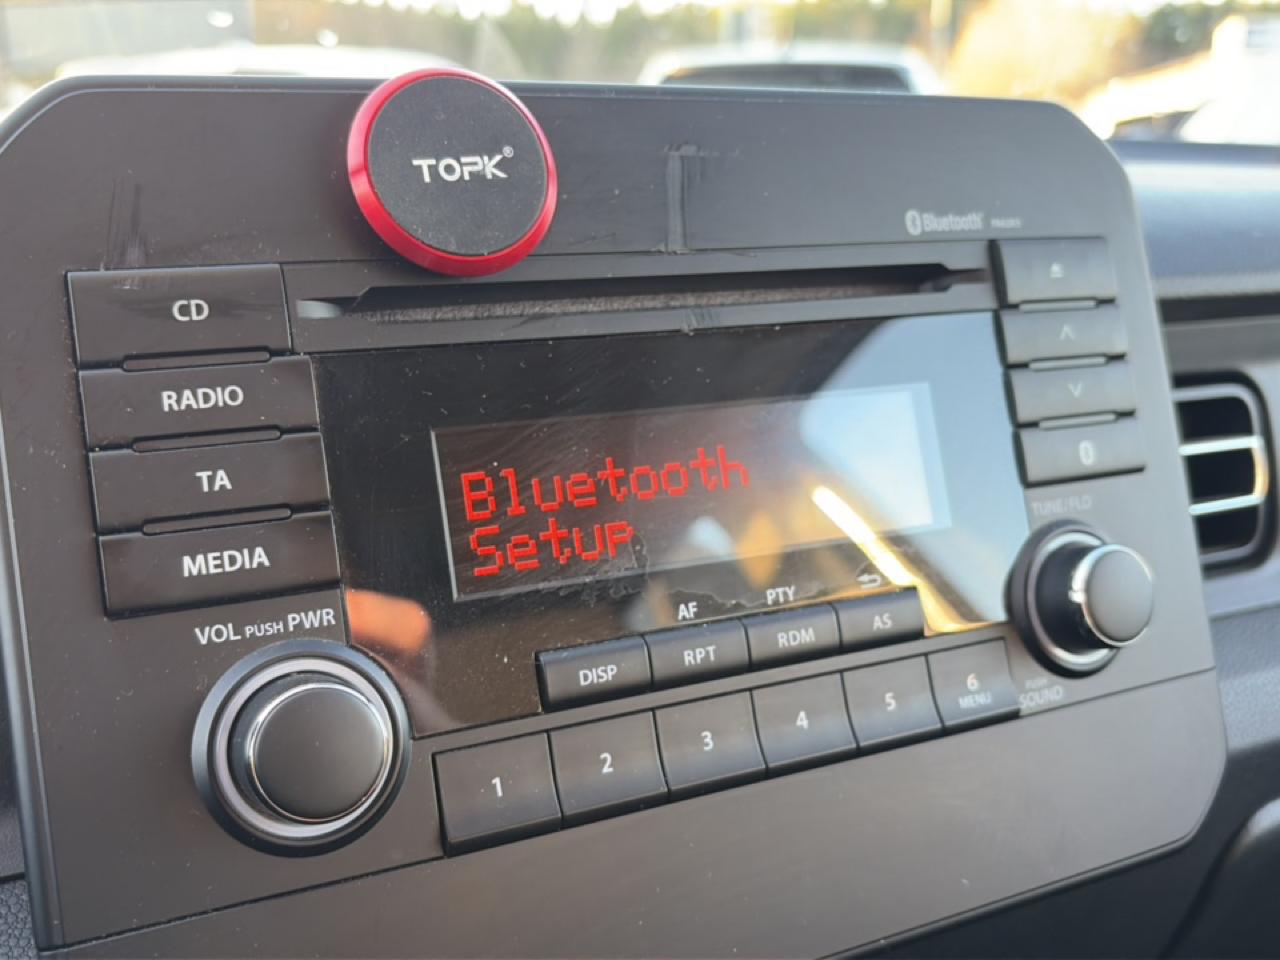 TOPK®
Bluetooth
CD
RADIO
TA
MEDIA
Bluetooth
Setup
TUNE/FLD
VOL PUSH PWR
AF
PTY
DISP
RPT
RDM
AS
1
2
3
4
5
6
MENU
PUSH
SOUND